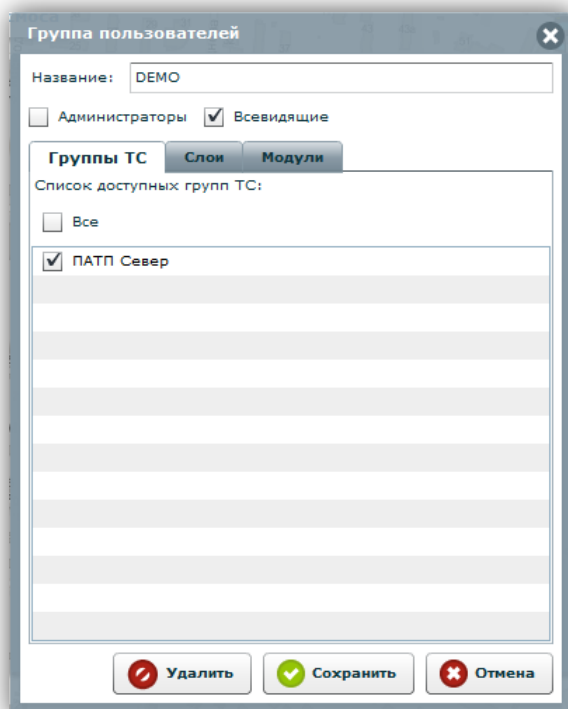 Группа пользователей
Название: DEMO
Администраторы Всевидящие
Группы ТС Слои Модули
Список доступных групп ТС:
Все
ПАТП Север
Удалить Сохранить Отмена